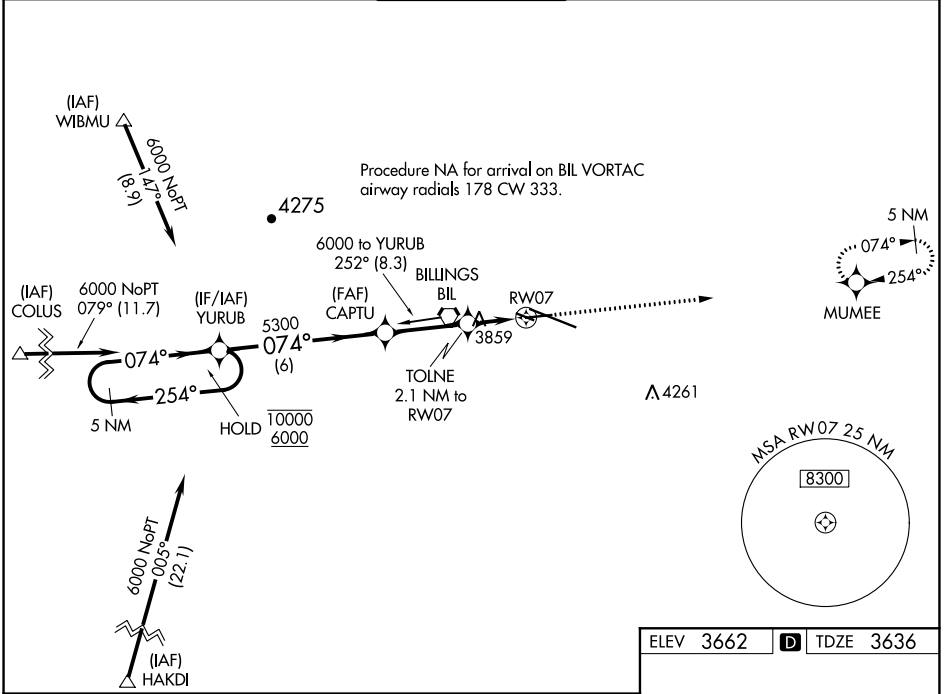 (IAF)
WIBMU
6000 NoPT
147°
(8.9)
Procedure NA for arrival on BIL VORTAC
airway radials 178 CW 333.
4275
5 NM
074°
254°
MUMEE
6000 to YURUB
252° (8.3)
BILLINGS
BIL
RW07
(FAF)
CAPTU
(IAF)
COLUS
6000 NoPT
079° (11.7)
(IF/IAF)
YURUB
5300
074°
(6)
3859
074°
254°
5 NM
HOLD
10000
6000
TOLNE
2.1 NM to
RW07
4261
MSA RW07 25 NM
8300
6000 NoPT
005°
(22.1)
(IAF)
HAKDI
ELEV 3662 D TDZE 3636